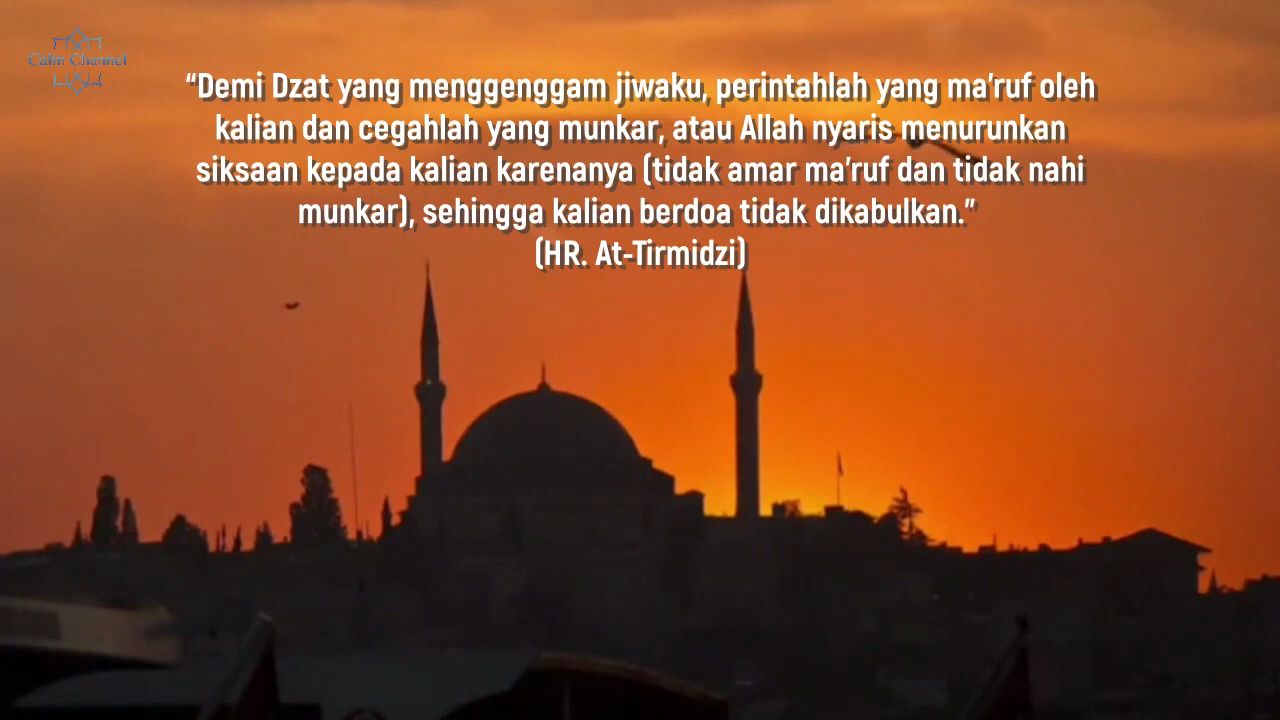 Calm Channel
“Demi Dzat yang menggenggam jiwaku, perintahlah yang ma’ruf oleh
kalian dan cegahlah yang munkar, atau Allah nyaris menurunkan
siksaan kepada kalian karenanya (tidak amar ma’ruf dan tidak nahi
munkar), sehingga kalian berdoa tidak dikabulkan.”
(HR. At-Tirmidzi)